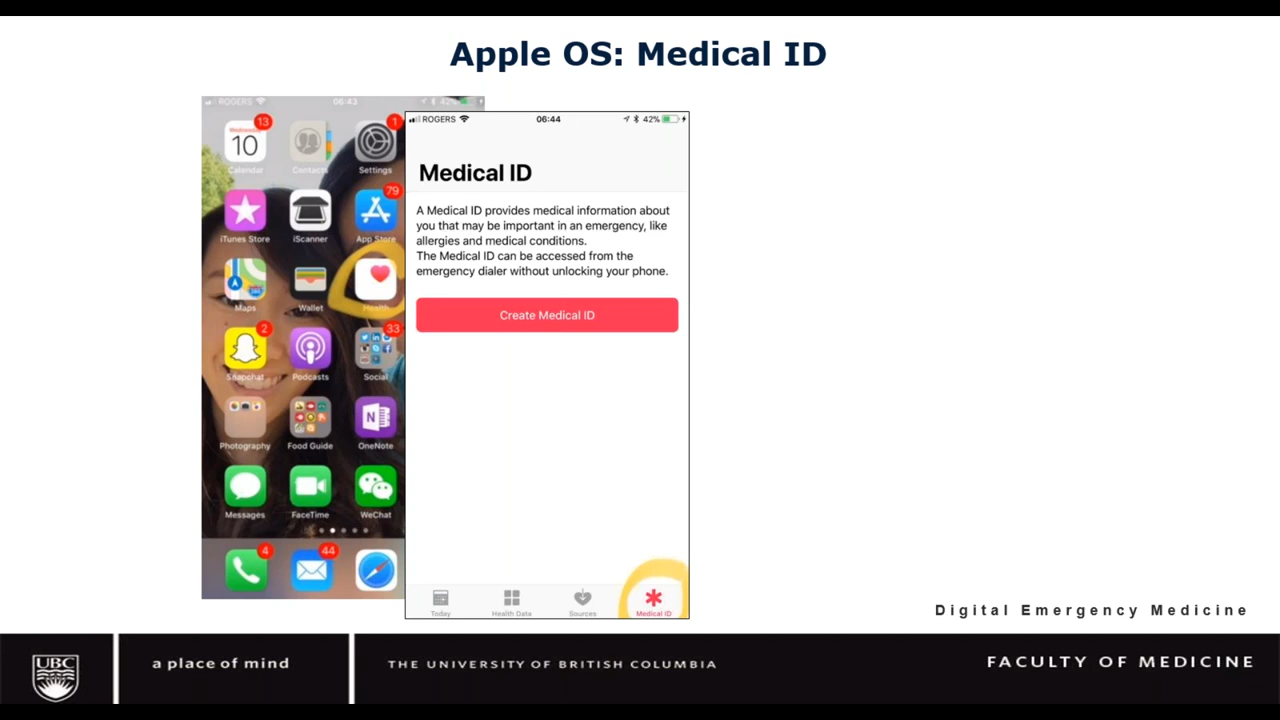 Apple OS: Medical ID
ROGERS 06:43 42%
13 1
Wednesday
10
Calendar Contacts Settings
79
iTunes Store iScanner App Store
Maps Wallet Health
2 33
Snapchat Podcasts Social
Photography Food Guide OneNote
N
Messages FaceTime WeChat
4 44
ROGERS 06:44 42%
Medical ID
A Medical ID provides medical information about
you that may be important in an emergency, like
allergies and medical conditions.
The Medical ID can be accessed from the
emergency dialer without unlocking your phone.
Create Medical ID
Today Health Data Sources Medical ID
Digital Emergency Medicine
UBC a place of mind THE UNIVERSITY OF BRITISH COLUMBIA FACULTY OF MEDICINE